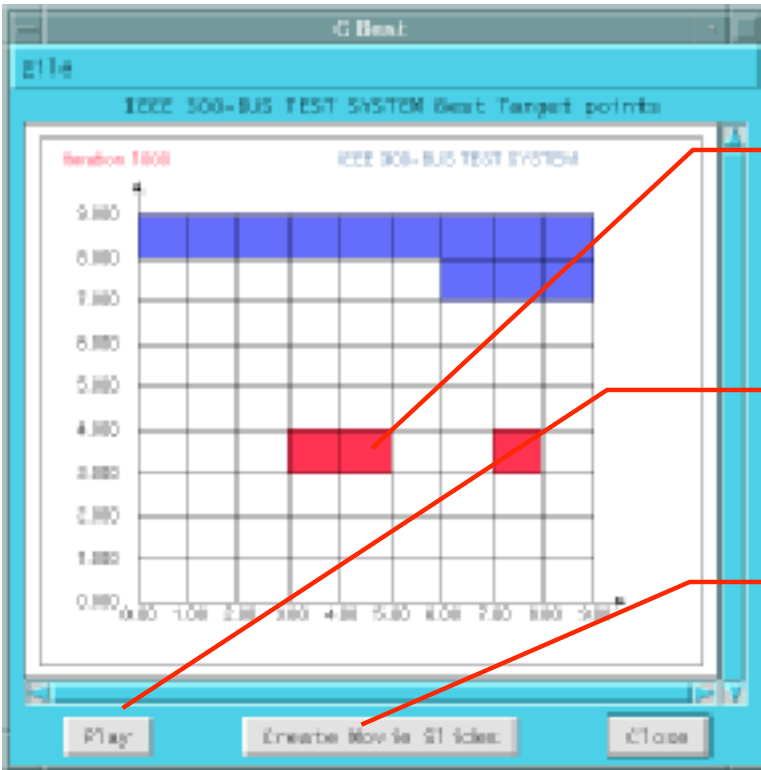 G Best
File
IEEE 300-BUS TEST SYSTEM Best Target points
Iteration 1000
IEEE 300-BUS TEST SYSTEM
9.000
8.000
7.000
6.000
5.000
4.000
3.000
2.000
1.000
0.000
0.00 1.00 2.00 3.00 4.00 5.00 6.00 7.00 8.00 9.00
Play
Create Movie Slides
Close